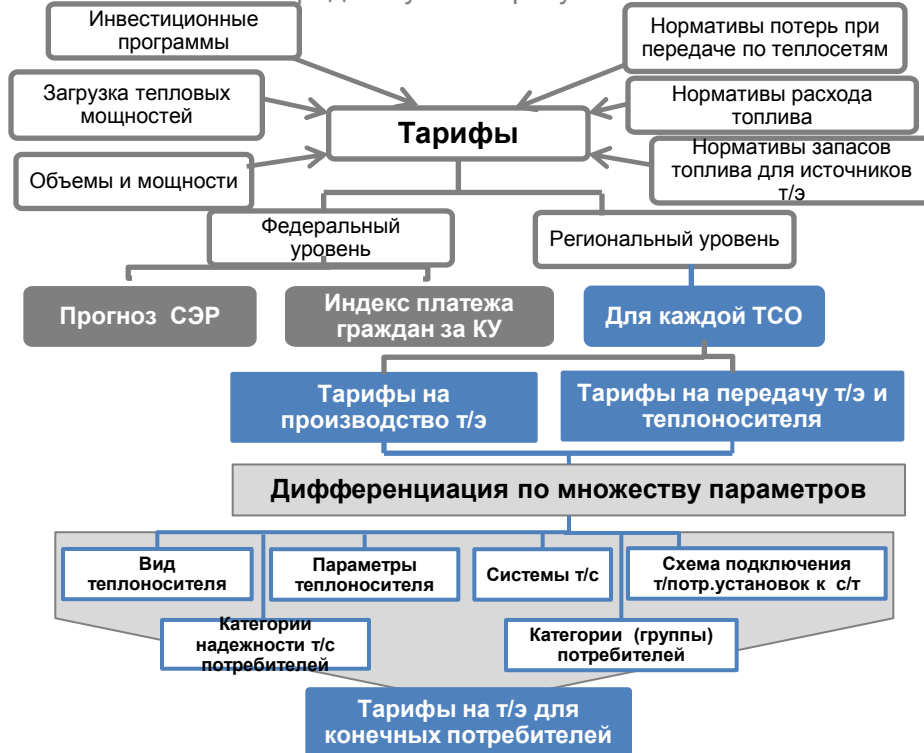 Инвестиционные
программы
Нормативы потерь при
передаче по теплосетям
Загрузка тепловых
мощностей
Нормативы расхода
топлива
Тарифы
Объемы и мощности
Нормативы запасов
топлива для источников
т/э
Федеральный
уровень
Региональный уровень
Прогноз СЭР
Индекс платежа
граждан за КУ
Для каждой ТСО
Тарифы на
производство т/э
Тарифы на передачу т/э и
теплоносителя
Дифференциация по множеству параметров
Вид
теплоносителя
Параметры
теплоносителя
Системы т/с
Схема подключения
т/потр.установок к с/т
Категории
надежности т/с
потребителей
Категории (группы)
потребителей
Тарифы на т/э для
конечных потребителей